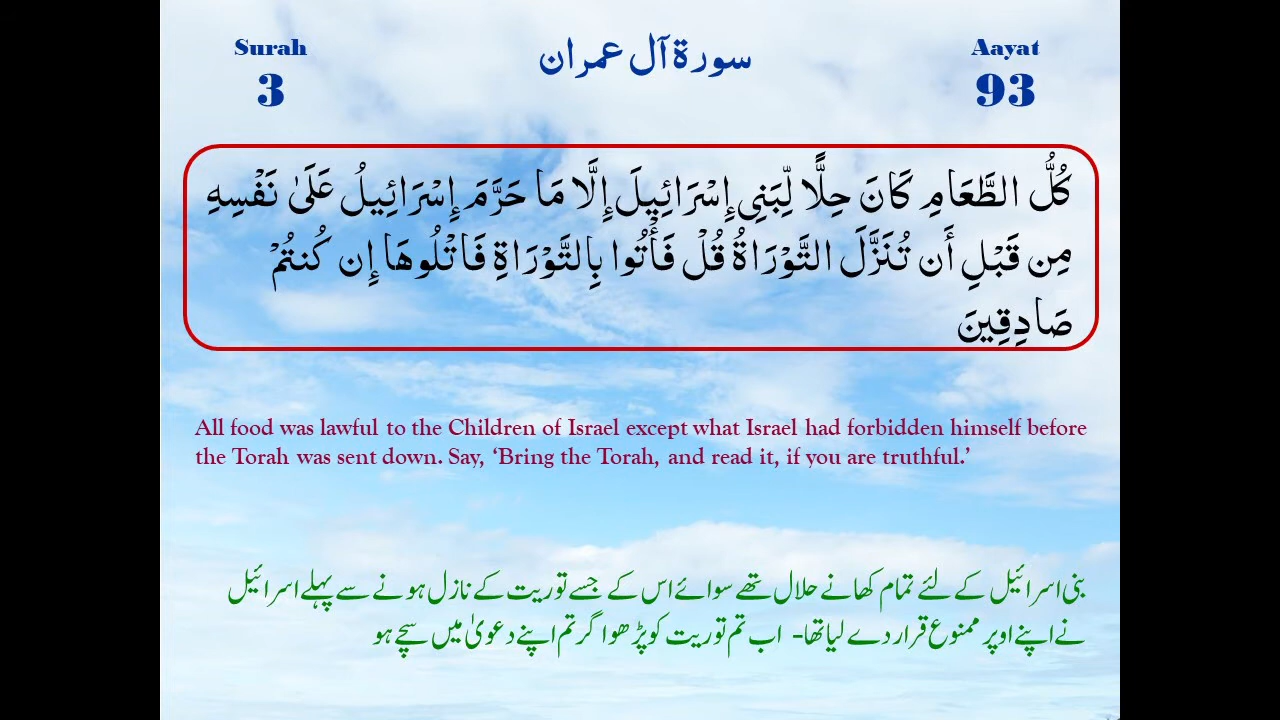 Surah
3
سورة آل عمران
Aayat
93
كُلُّ الطَّعَامِ كَانَ حِلًّا لِّبَنِي إِسْرَائِيلَ إِلَّا مَا حَرَّمَ إِسْرَائِيلُ عَلَىٰ نَفْسِهِ
مِن قَبْلِ أَن تُنَزَّلَ التَّوْرَاةُ قُلْ فَأْتُوا بِالتَّوْرَاةِ فَاتْلُوهَا إِن كُنتُمْ
صَادِقِينَ
All food was lawful to the Children of Israel except what Israel had forbidden himself before
the Torah was sent down. Say, ‘Bring the Torah, and read it, if you are truthful.’
بنی اسرائیل کے لئے تمام کھانے حلال تھے سوائے اس کے جسے توریت کے نازل ہونے سے پہلے اسرائیل
نے اپنے اوپر ممنوع قرار دے لیا تھا- اب تم توریت کو پڑھو اگر تم اپنے دعویٰ میں سچے ہو